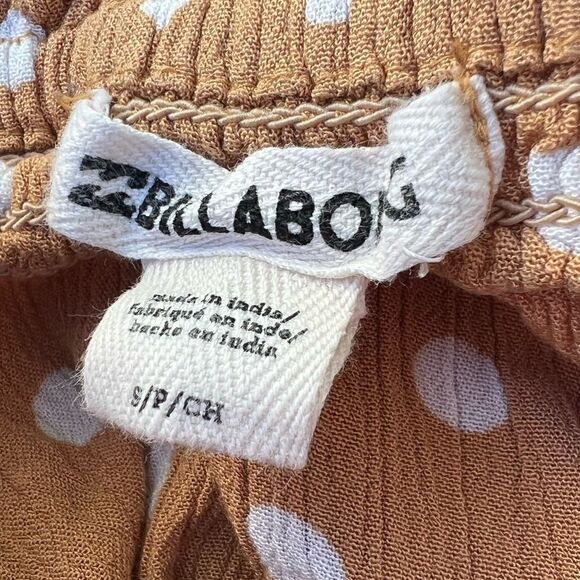 BILLABONG
made in india/
fabriqué en inde/
hecho en india
S/P/CH